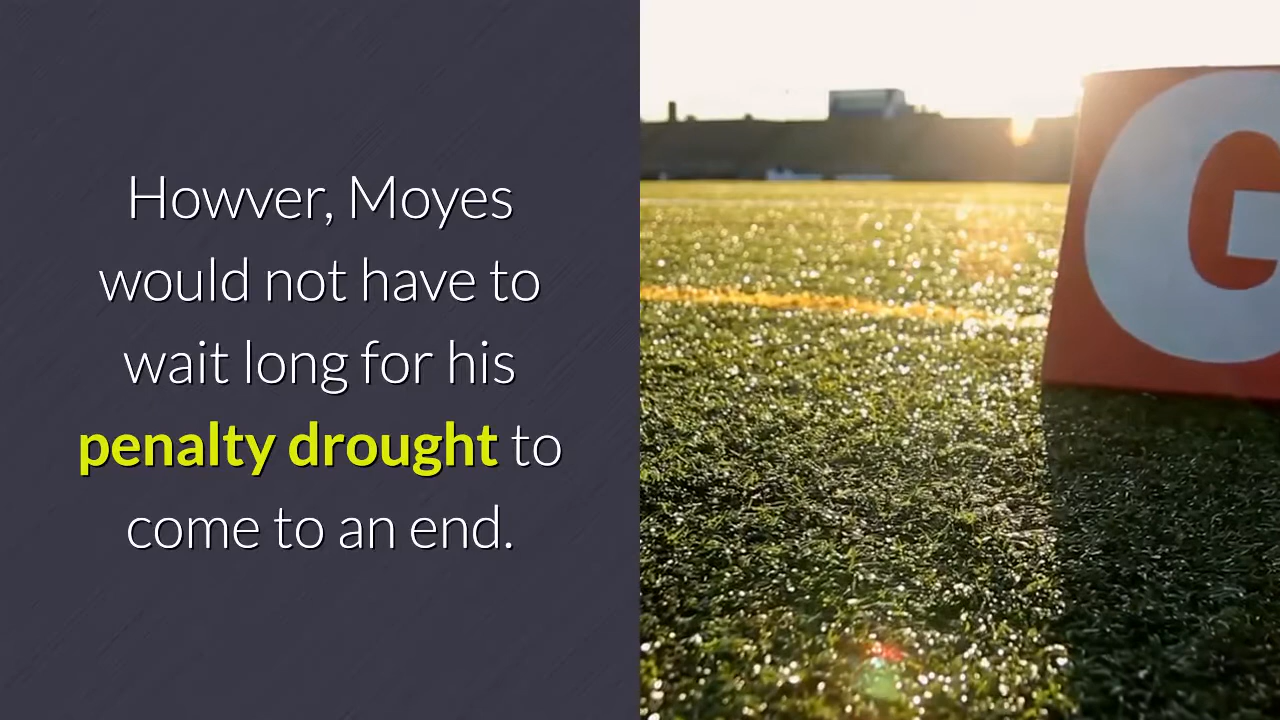 Howver, Moyes
would not have to
wait long for his
penalty drought to
come to an end.
G